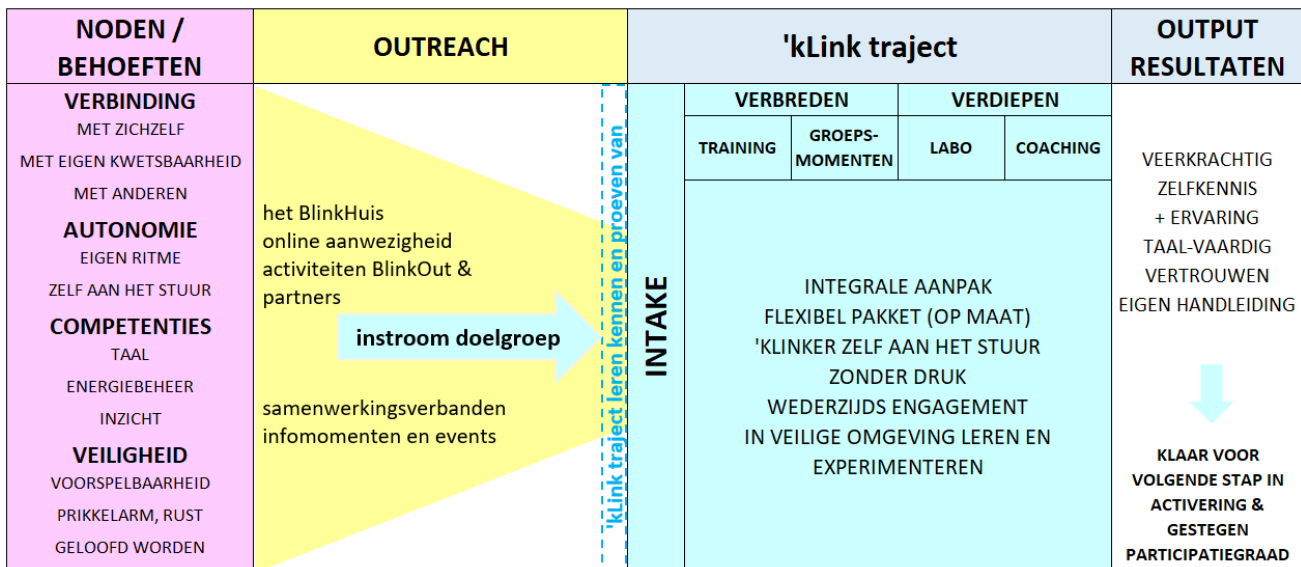 NODEN /
BEHOEFTEN
VERBINDING
MET ZICHZELF
MET EIGEN KWETSBAARHEID
MET ANDEREN
AUTONOMIE
EIGEN RITME
ZELF AAN HET STUUR
COMPETENTIES
TAAL
ENERGIEBEHEER
INZICHT
VEILIGHEID
VOORSPELBAARHEID
PRIKKELARM, RUST
GELOOFD WORDEN
OUTREACH
het BlinkHuis
online aanwezigheid
activiteiten BlinkOut &
partners
instroom doelgroep
samenwerkingsverbanden
infomomenten en events
'kLink traject leren kennen en proeven van
'kLink traject
INTAKE
VERBREDEN
VERDIEPEN
TRAINING
GROEPS-
MOMENTEN
LABO
COACHING
INTEGRALE AANPAK
FLEXIBEL PAKKET (OP MAAT)
'KLINKER ZELF AAN HET STUUR
ZONDER DRUK
WEDERZIJDS ENGAGEMENT
IN VEILIGE OMGEVING LEREN EN
EXPERIMENTEREN
OUTPUT
RESULTATEN
VEERKRACHTIG
ZELFKENNIS
+ ERVARING
TAAL-VAARDIG
VERTROUWEN
EIGEN HANDLEIDING
KLAAR VOOR
VOLGENDE STAP IN
ACTIVERING &
GESTEGEN
PARTICIPATIEGRAAD